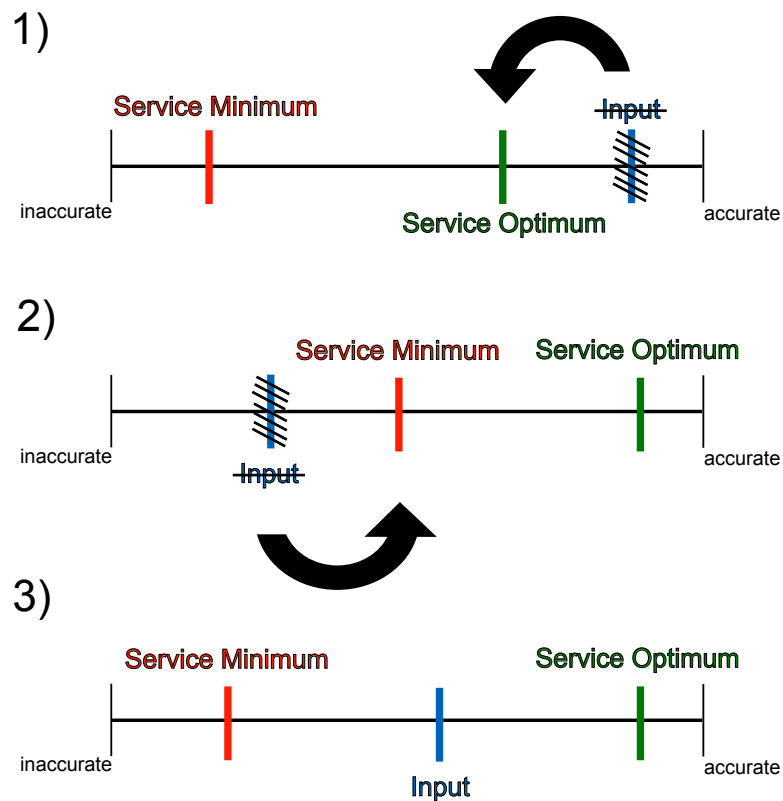 1)
Service Minimum
Input
inaccurate
accurate
Service Optimum
2)
Service Minimum
Service Optimum
inaccurate
accurate
Input
3)
Service Minimum
Service Optimum
inaccurate
accurate
Input